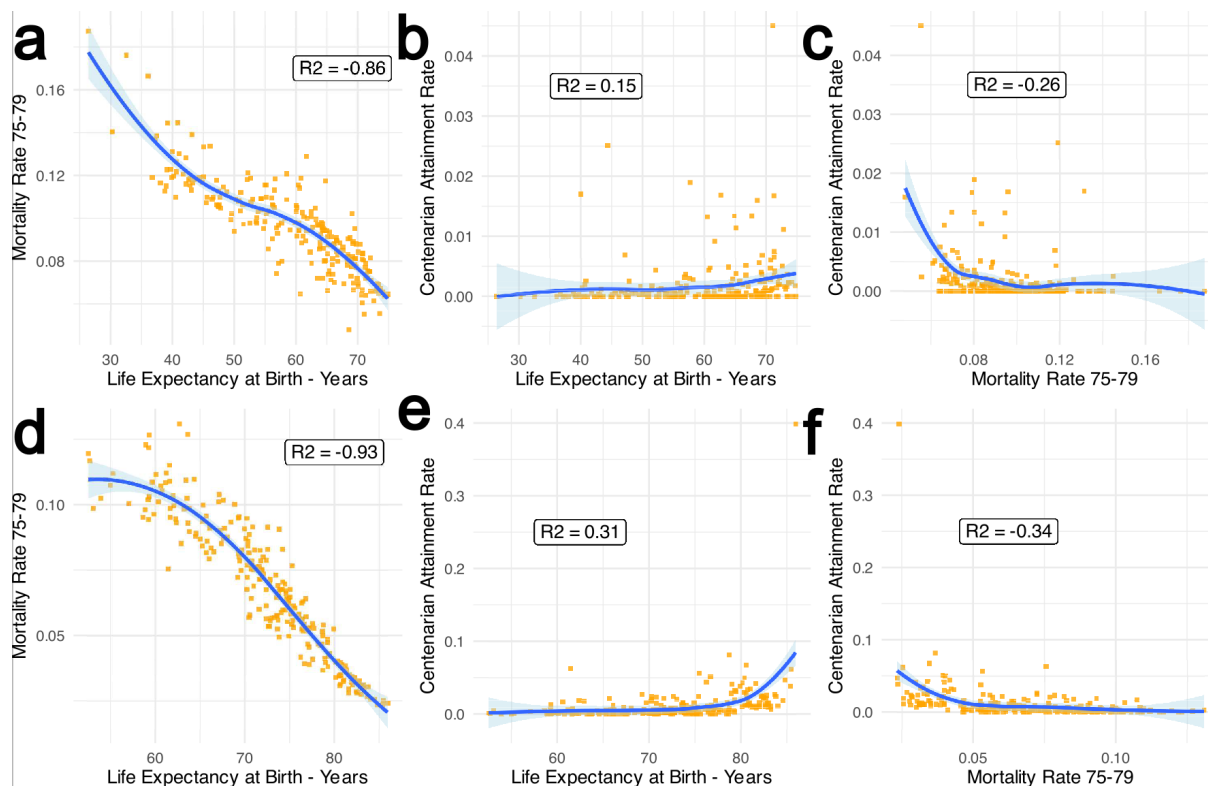 a
R2 = -0.86
Mortality Rate 75-79
0.16
0.12
0.08
30 40 50 60 70
Life Expectancy at Birth - Years
b
R2 = 0.15
Centenarian Attainment Rate
0.04
0.03
0.02
0.01
0.00
30 40 50 60 70
Life Expectancy at Birth - Years
c
R2 = -0.26
Centenarian Attainment Rate
0.04
0.03
0.02
0.01
0.00
0.08 0.12 0.16
Mortality Rate 75-79
d
R2 = -0.93
Mortality Rate 75-79
0.10
0.05
60 70 80
Life Expectancy at Birth - Years
e
R2 = 0.31
Centenarian Attainment Rate
0.4
0.3
0.2
0.1
0.0
60 70 80
Life Expectancy at Birth - Years
f
R2 = -0.34
Centenarian Attainment Rate
0.4
0.3
0.2
0.1
0.0
0.05 0.10
Mortality Rate 75-79